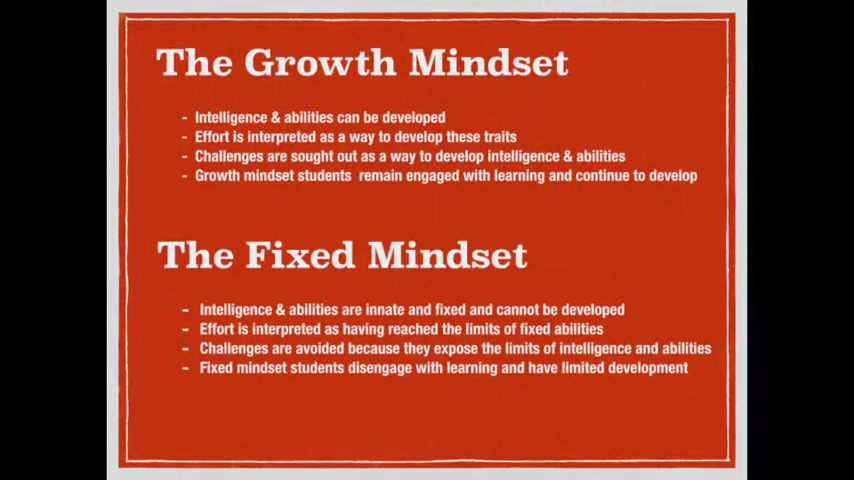 The Growth Mindset
- Intelligence & abilities can be developed
- Effort is interpreted as a way to develop these traits
- Challenges are sought out as a way to develop intelligence & abilities
- Growth mindset students remain engaged with learning and continue to develop
The Fixed Mindset
- Intelligence & abilities are innate and fixed and cannot be developed
- Effort is interpreted as having reached the limits of fixed abilities
- Challenges are avoided because they expose the limits of intelligence and abilities
- Fixed mindset students disengage with learning and have limited development